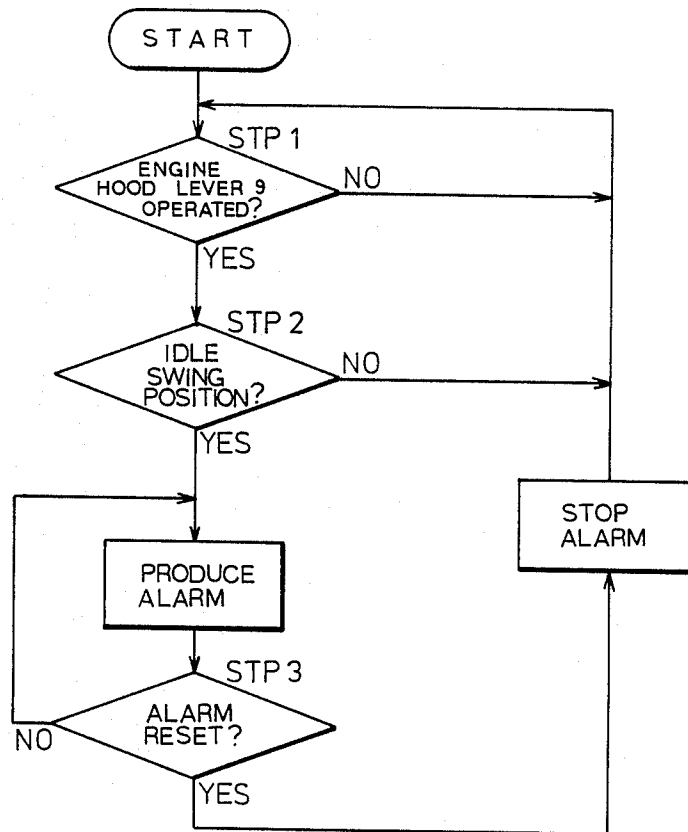 START
STP 1
ENGINE
HOOD LEVER 9
OPERATED?
NO
YES
STP 2
IDLE
SWING
POSITION?
NO
YES
STOP
ALARM
PRODUCE
ALARM
STP 3
ALARM
RESET?
NO
YES